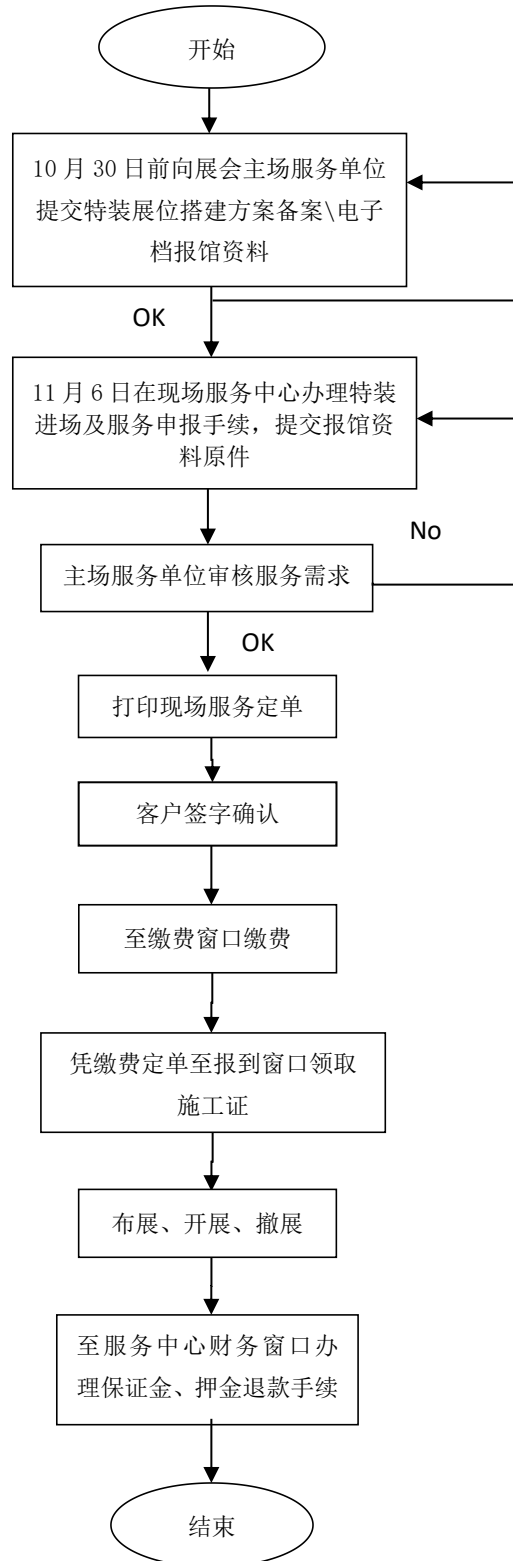 开始
10 月 30 日前向展会主场服务单位
提交特装展位搭建方案备案\电子
档报馆资料
OK
11 月 6 日在现场服务中心办理特装
进场及服务申报手续，提交报馆资
料原件
No
主场服务单位审核服务需求
OK
打印现场服务定单
客户签字确认
至缴费窗口缴费
凭缴费定单至报到窗口领取
施工证
布展、开展、撤展
至服务中心财务窗口办
理保证金、押金退款手续
结束